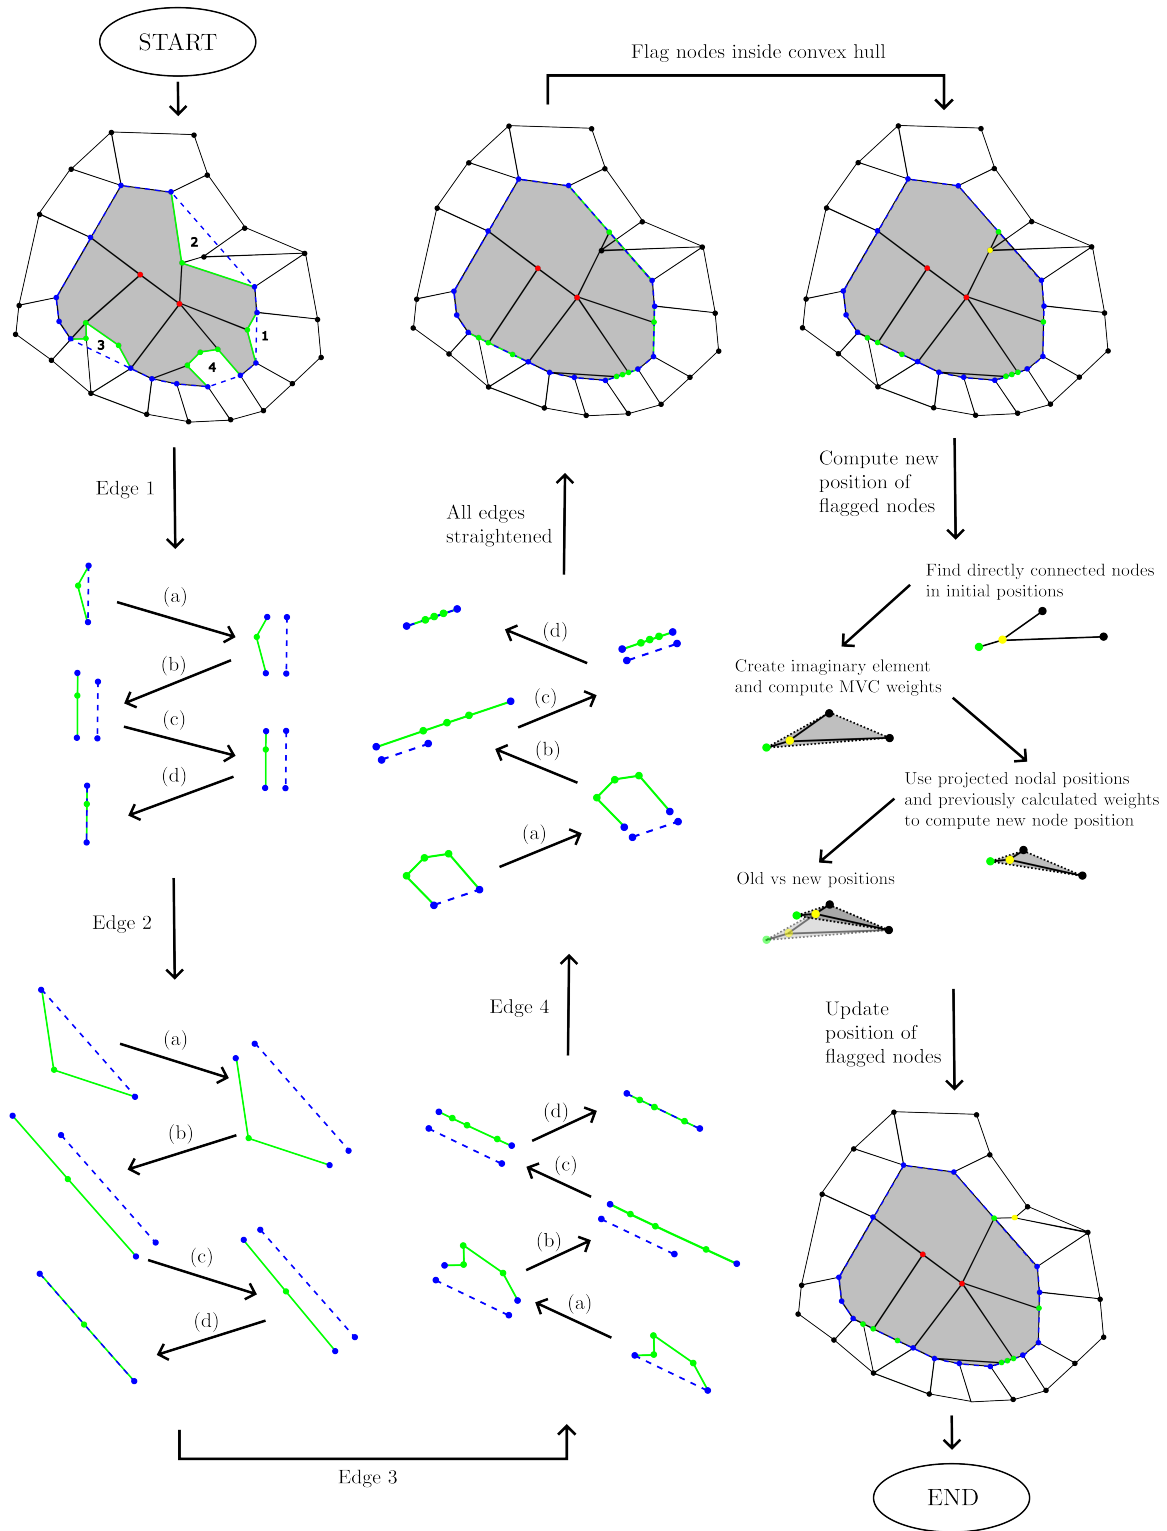 START
2
1
3
4
Edge 1
(a)
(b)
(c)
(d)
Edge 2
(a)
(b)
(c)
(d)
Edge 3
(a)
(b)
(c)
(d)
Edge 4
(a)
(b)
(c)
(d)
All edges
straightened
Flag nodes inside convex hull
Compute new
position of
flagged nodes
Find directly connected nodes
in initial positions
Create imaginary element
and compute MVC weights
Use projected nodal positions
and previously calculated weights
to compute new node position
Old vs new positions
Update
position of
flagged nodes
END